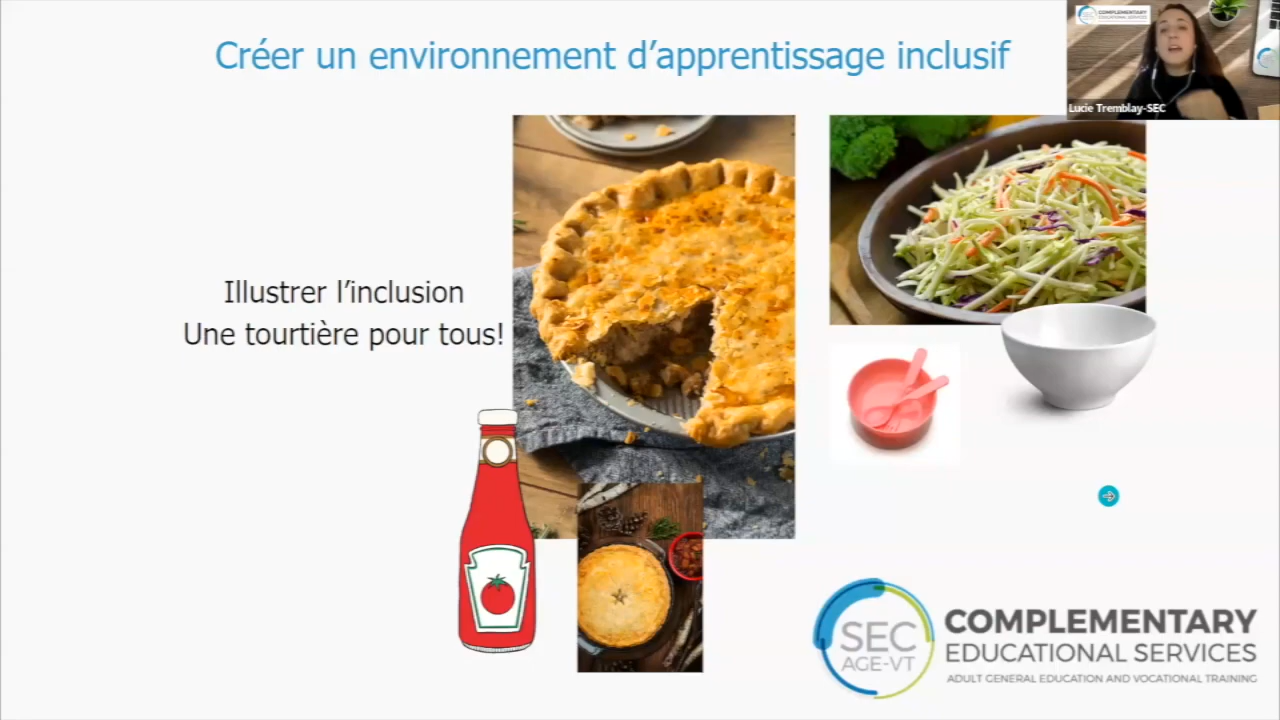 Créer un environnement d’apprentissage inclusif
COMPLEMENTARY
Lucie Tremblay-SEC
Illustrer l’inclusion
Une tourtière pour tous!
SEC
AGE-VT
COMPLEMENTARY
EDUCATIONAL SERVICES
ADULT GENERAL EDUCATION AND VOCATIONAL TRAINING